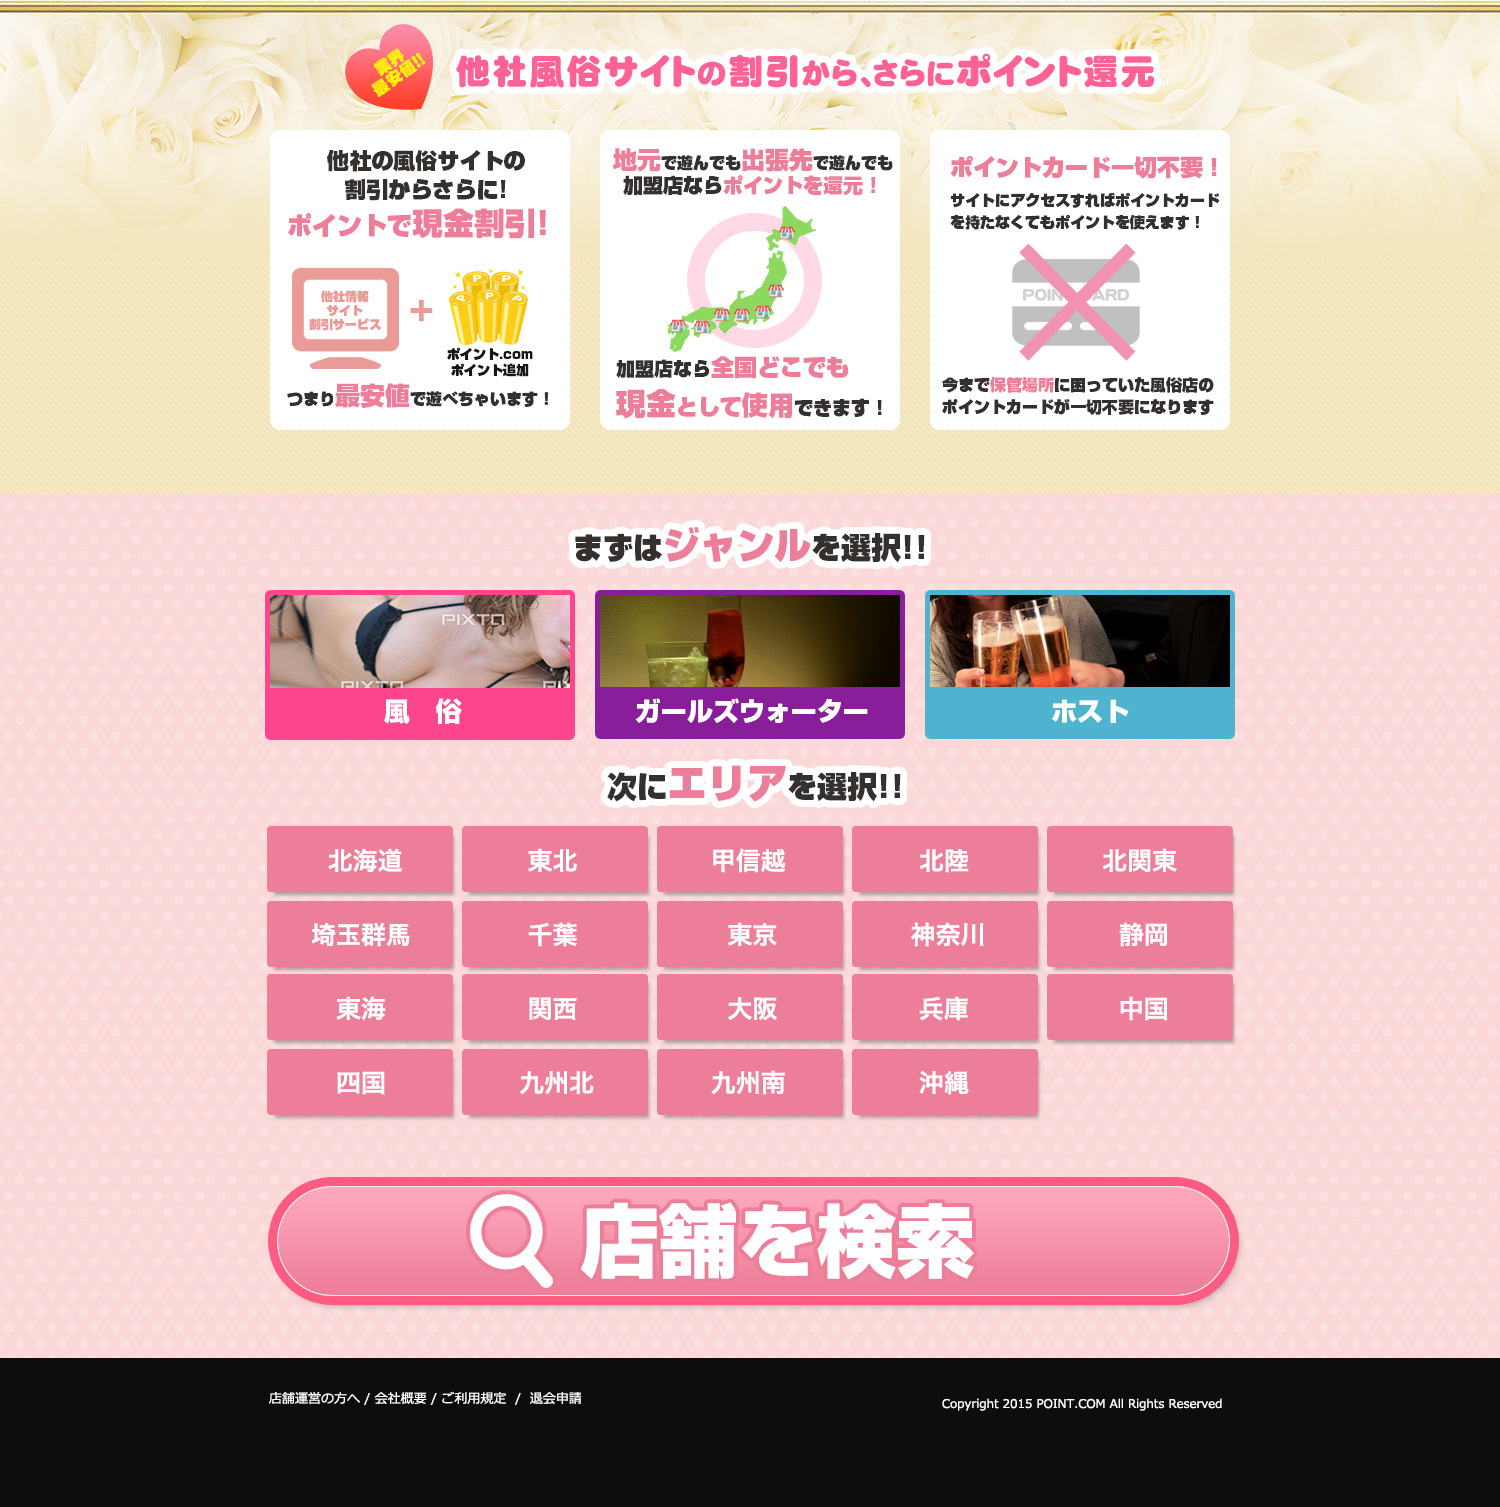 業界
最安値!!
他社風俗サイトの割引から、さらにポイント還元
他社の風俗サイトの
割引からさらに!
ポイントで現金割引!
他社情報
サイト
割引サービス
+
ポイント.com
ポイント追加
つまり最安値で遊べちゃいます！
地元で遊んでも出張先で遊んでも
加盟店ならポイントを還元！
加盟店なら全国どこでも
現金として使用できます！
ポイントカード一切不要！
サイトにアクセスすればポイントカード
を持たなくてもポイントを使えます！
今まで保管場所に困っていた風俗店の
ポイントカードが一切不要になります
まずはジャンルを選択!!
PIXTA
風 俗
ガールズウォーター
ホスト
次にエリアを選択!!
北海道
東北
甲信越
北陸
北関東
埼玉群馬
千葉
東京
神奈川
静岡
東海
関西
大阪
兵庫
中国
四国
九州北
九州南
沖縄
店舗を検索
店舗運営の方へ / 会社概要 / ご利用規定 / 退会申請
Copyright 2015 POINT.COM All Rights Reserved